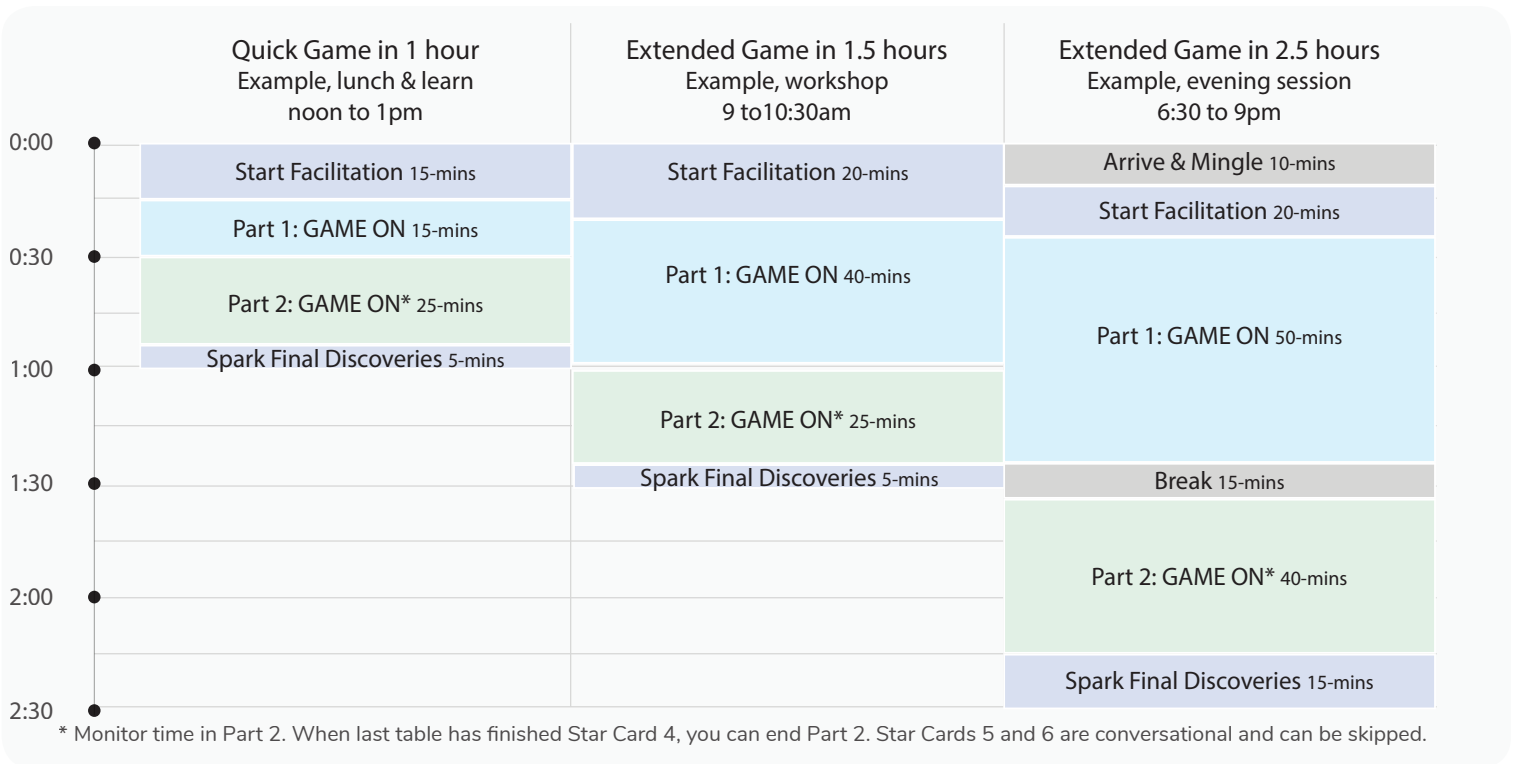 Quick Game in 1 hour
Example, lunch & learn
noon to 1pm
Extended Game in 1.5 hours
Example, workshop
9 to10:30am
Extended Game in 2.5 hours
Example, evening session
6:30 to 9pm
0:00
0:30
1:00
1:30
2:00
2:30
Start Facilitation 15-mins
Part 1: GAME ON 15-mins
Part 2: GAME ON* 25-mins
Spark Final Discoveries 5-mins
Start Facilitation 20-mins
Part 1: GAME ON 40-mins
Part 2: GAME ON* 25-mins
Spark Final Discoveries 5-mins
Arrive & Mingle 10-mins
Start Facilitation 20-mins
Part 1: GAME ON 50-mins
Break 15-mins
Part 2: GAME ON* 40-mins
Spark Final Discoveries 15-mins
* Monitor time in Part 2. When last table has finished Star Card 4, you can end Part 2. Star Cards 5 and 6 are conversational and can be skipped.